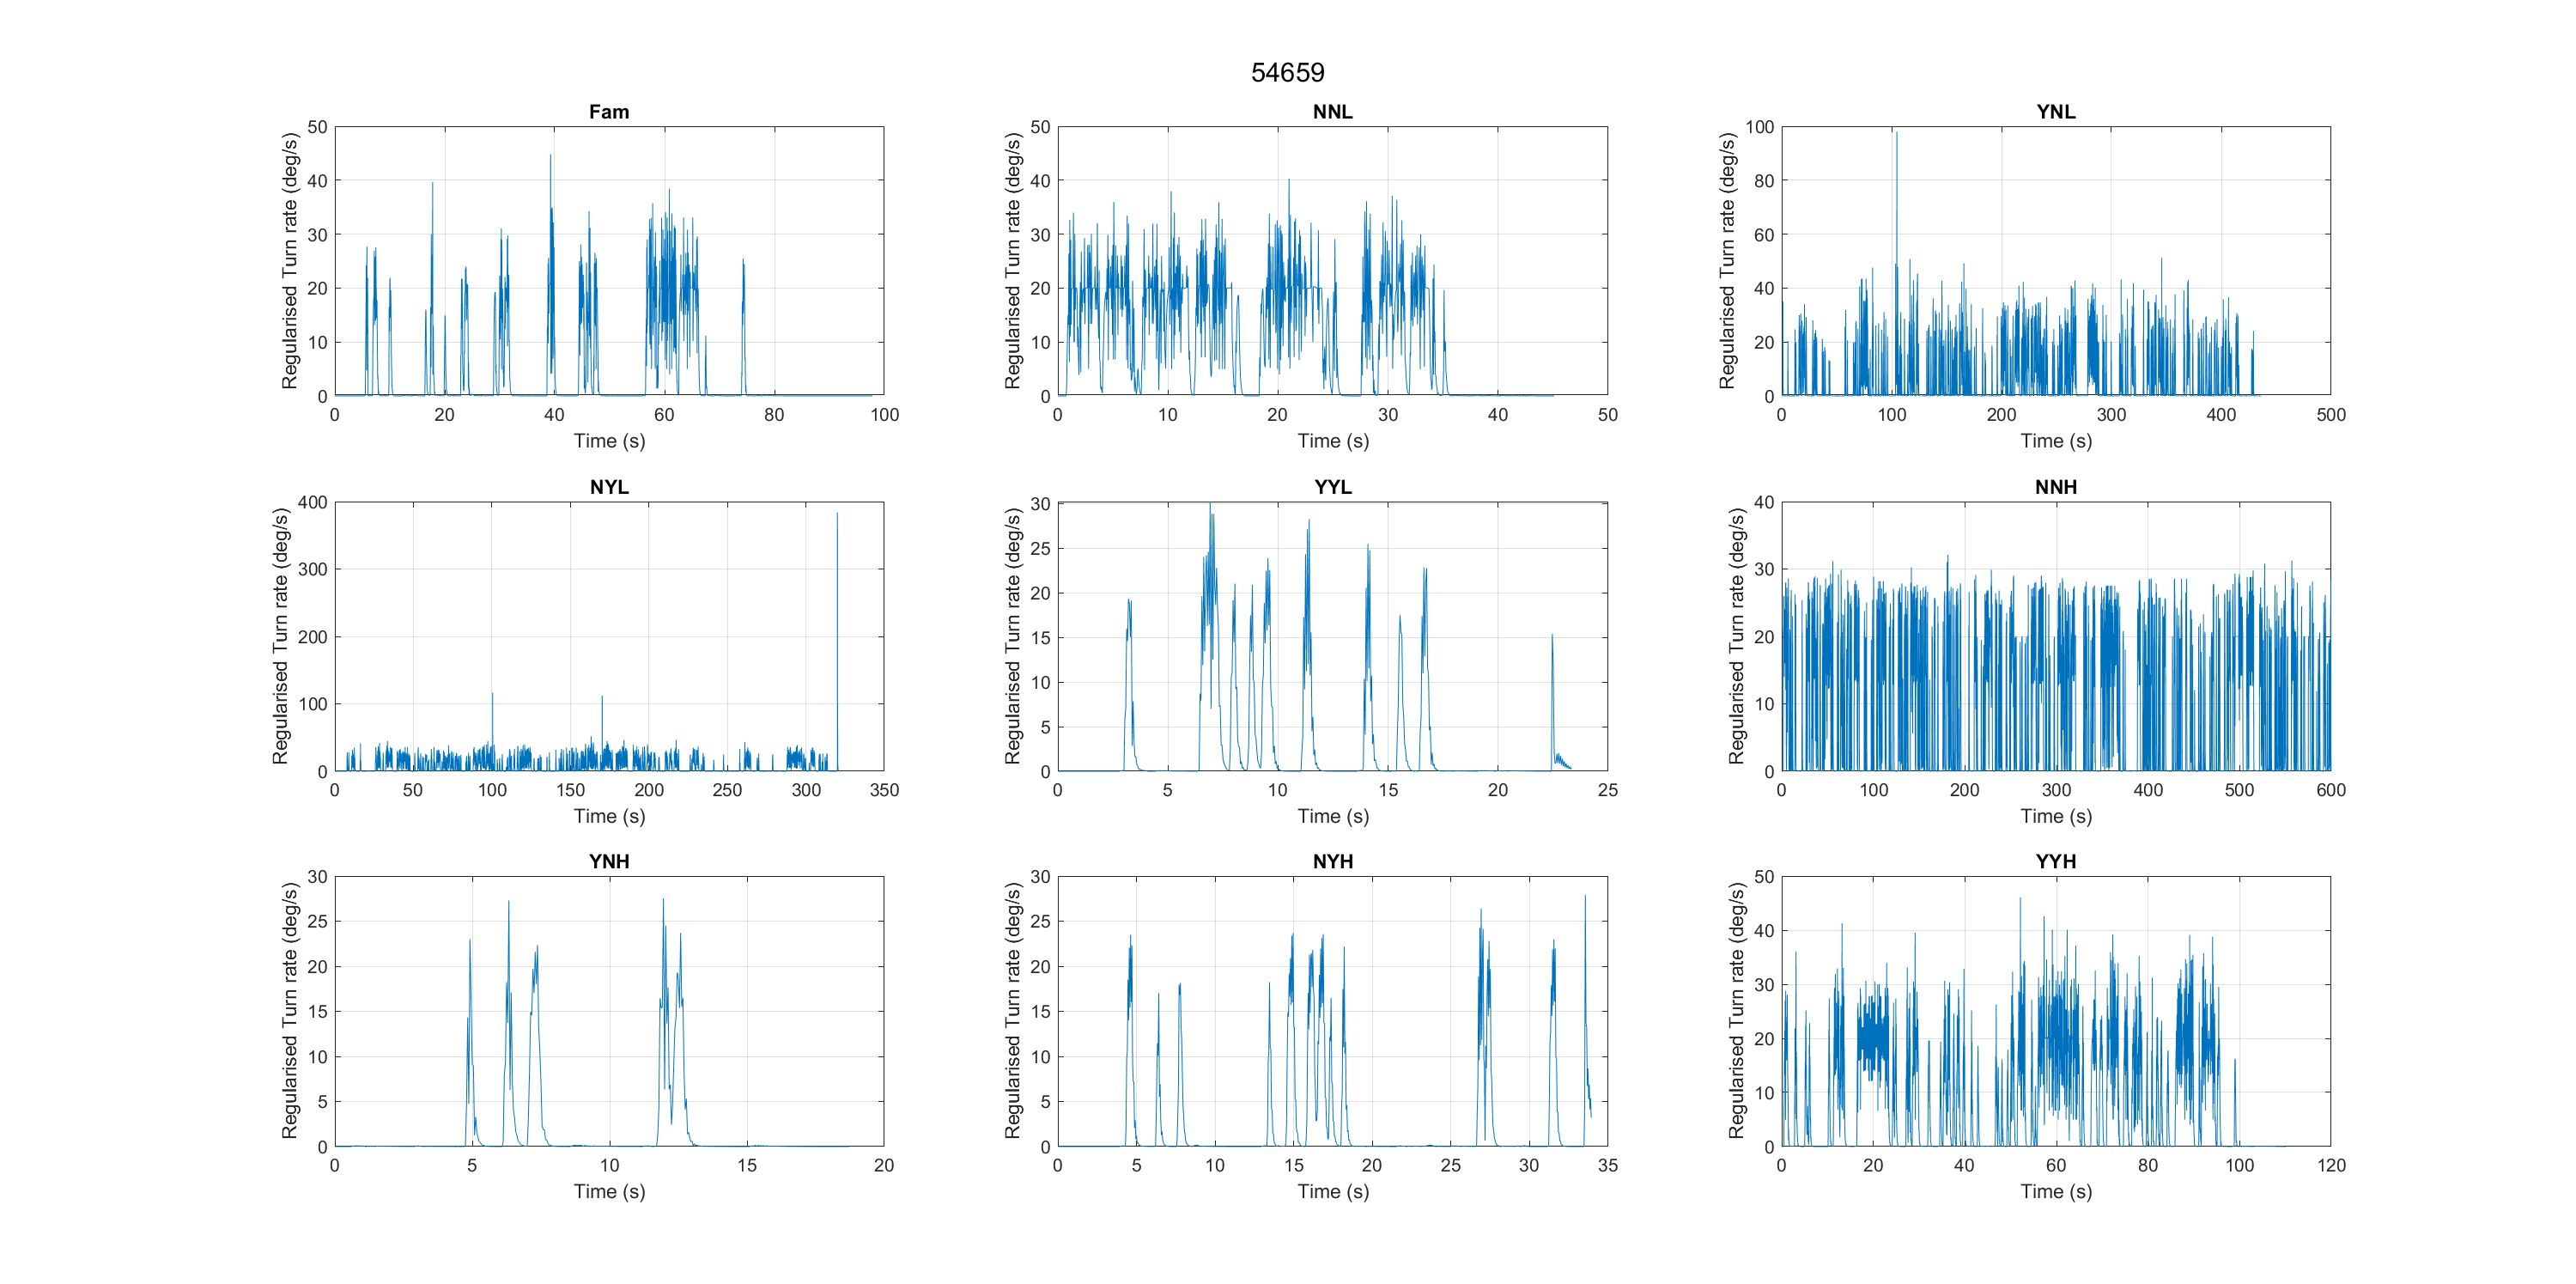 54659
Fam
Regularised Turn rate (deg/s)
50
40
30
20
10
0
0 20 40 60 80 100
Time (s)
NNL
Regularised Turn rate (deg/s)
50
40
30
20
10
0
0 10 20 30 40 50
Time (s)
YNL
Regularised Turn rate (deg/s)
100
80
60
40
20
0
0 100 200 300 400 500
Time (s)
NYL
Regularised Turn rate (deg/s)
400
300
200
100
0
0 50 100 150 200 250 300 350
Time (s)
YYL
Regularised Turn rate (deg/s)
30
25
20
15
10
5
0
0 5 10 15 20 25
Time (s)
NNH
Regularised Turn rate (deg/s)
40
30
20
10
0
0 100 200 300 400 500 600
Time (s)
YNH
Regularised Turn rate (deg/s)
30
25
20
15
10
5
0
0 5 10 15 20
Time (s)
NYH
Regularised Turn rate (deg/s)
30
25
20
15
10
5
0
0 5 10 15 20 25 30 35
Time (s)
YYH
Regularised Turn rate (deg/s)
50
40
30
20
10
0
0 20 40 60 80 100 120
Time (s)